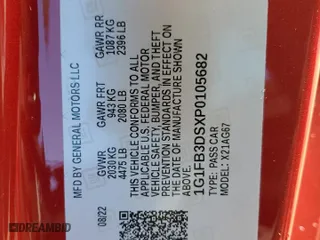 MFD BY GENERAL MOTORS LLC
08/22 GVWR GAWR FRT GAWR RR
2030 KG 943 KG 1087 KG
4475 LB 2080 LB 2396 LB
THIS VEHICLE CONFORMS TO ALL
APPLICABLE U.S. FEDERAL MOTOR
VEHICLE SAFETY, BUMPER, AND THEFT
PREVENTION STANDARDS IN EFFECT ON
THE DATE OF MANUFACTURE SHOWN
ABOVE.
1G1FB3DSXP0105682
TYPE: PASS CAR
MODEL: X21AG67